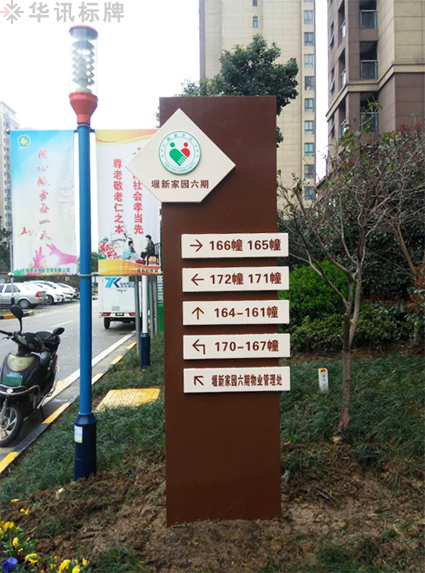 ※华讯标牌
堰新家园六期
→ 166幢 165幢
← 172幢 171幢
↑ 164-161幢
↰ 170-167幢
↖ 堰新家园六期物业管理处
社会孝当先
尊老敬老仁之本